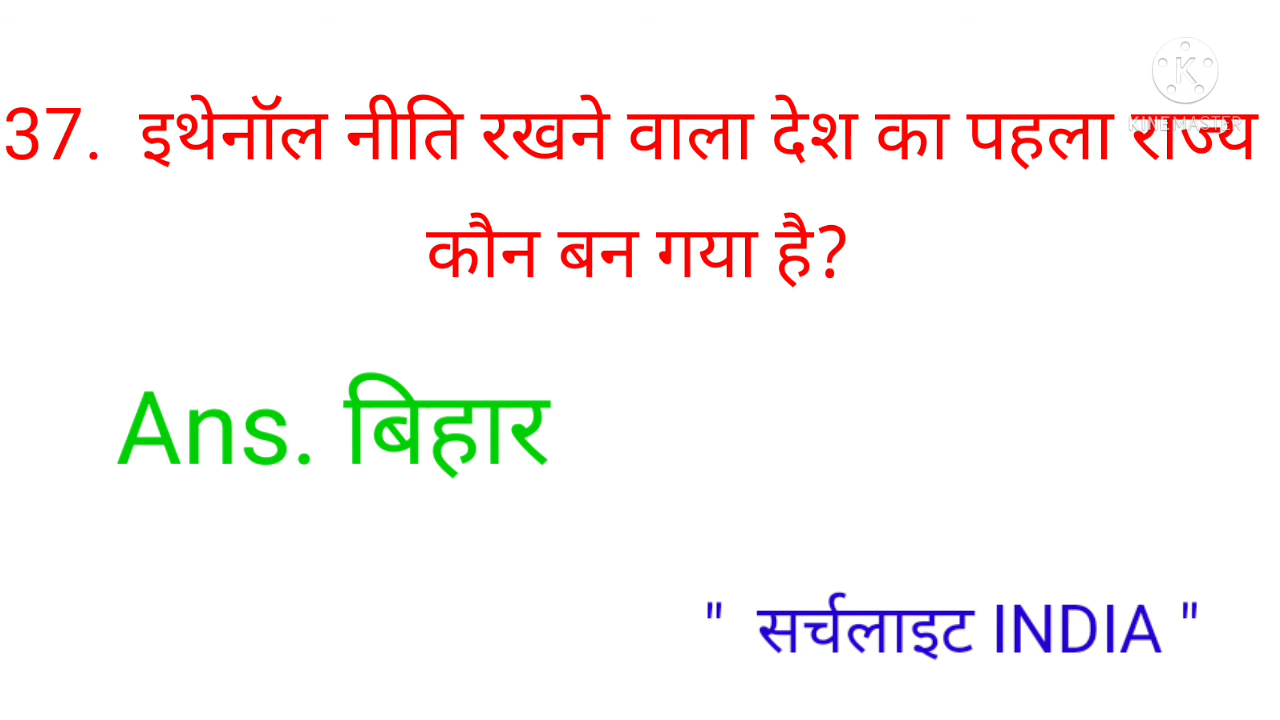 37. इथेनॉल नीति रखने वाला देश का पहला राज्य
कौन बन गया है?
Ans. बिहार
" सर्चलाइट INDIA "
K
KINEMASTER